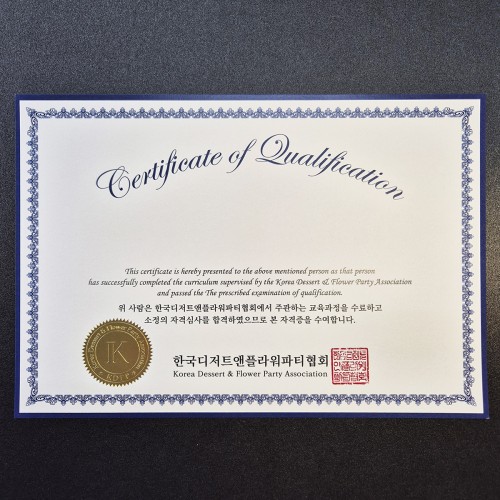 Certificate of Qualification
This certificate is hereby presented to the above mentioned person as that person
has successfully completed the curriculum supervised by the Korea Dessert & Flower Party Association
and passed the The prescribed examination of qualification.
위 사람은 한국디저트앤플라워파티협회에서 주관하는 교육과정을 수료하고
소정의 자격심사를 합격하였으므로 본 자격증을 수여합니다.
K
한국디저트앤플라워파티협회
Korea Dessert & Flower Party Association